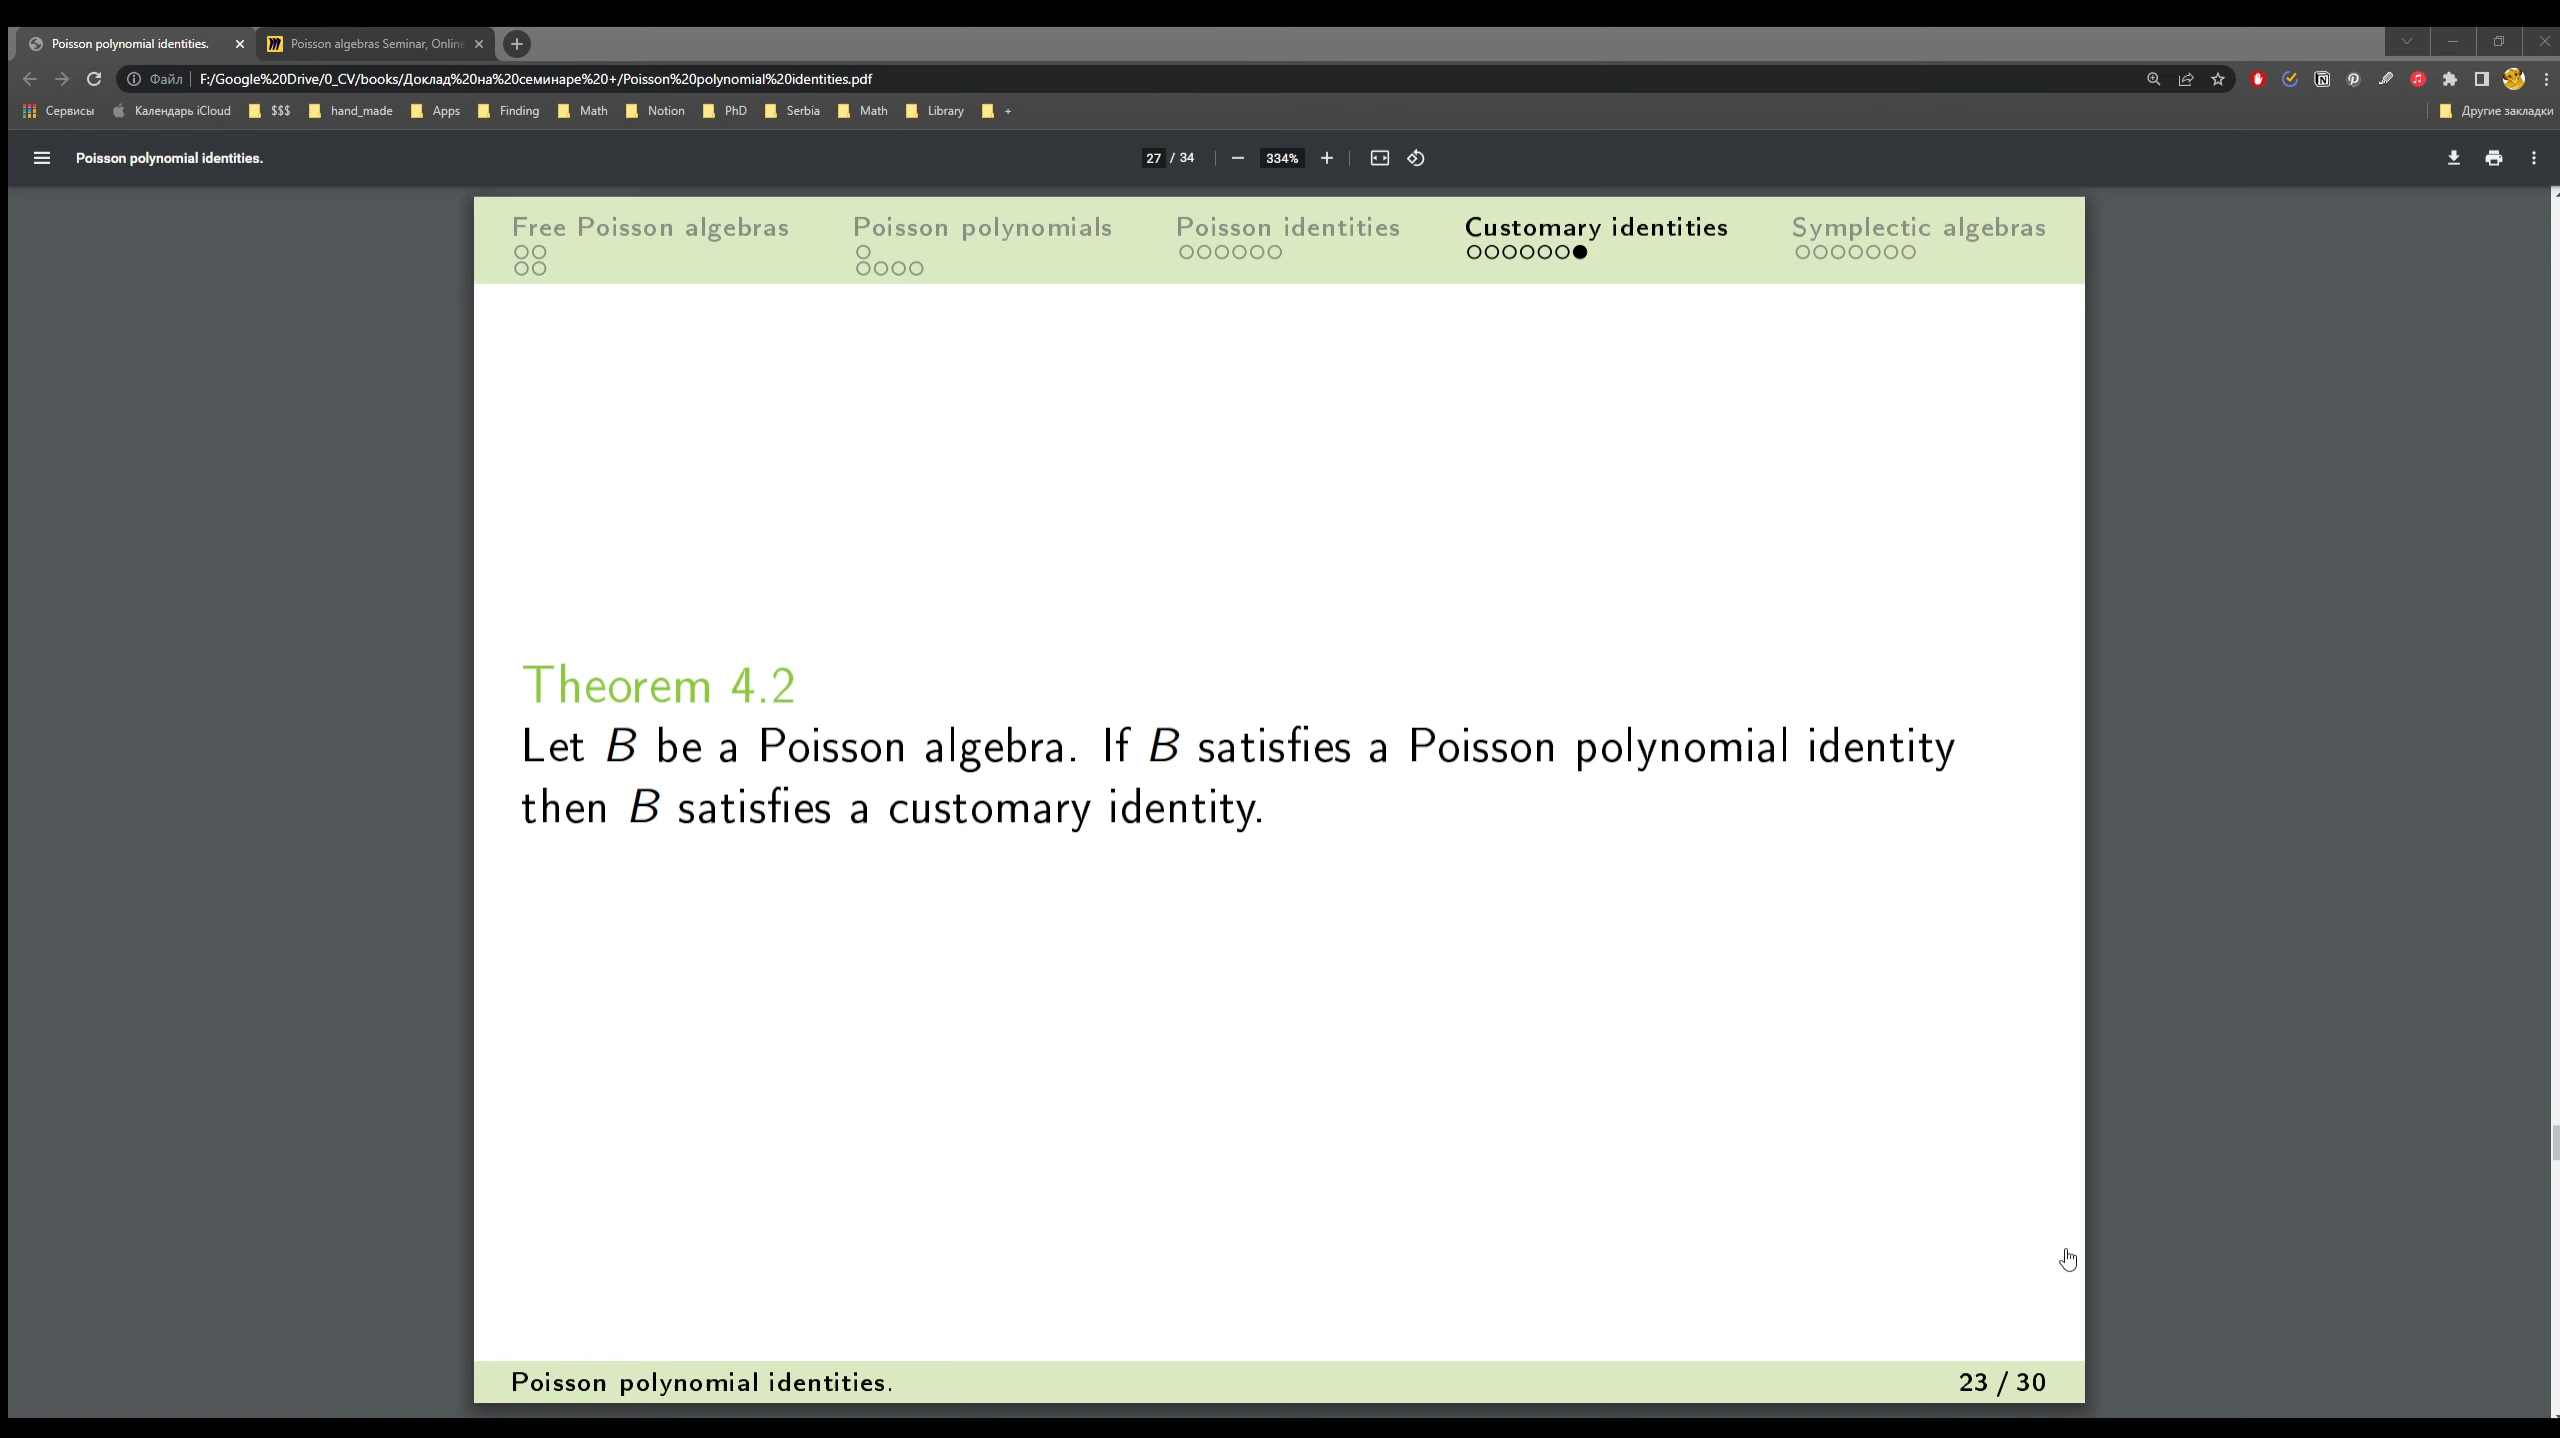 Poisson polynomial identities.
Poisson algebras Seminar, Online
Файл F:/Google%20Drive/0_CV/books/Доклад%20на%20семинаре%20+/Poisson%20polynomial%20identities.pdf
Сервисы Календарь iCloud $$$ hand_made Apps Finding Math Notion PhD Serbia Math Library + Другие закладки
Poisson polynomial identities. 27 / 34 334%
Free Poisson algebras Poisson polynomials Poisson identities Customary identities Symplectic algebras
Theorem 4.2
Let B be a Poisson algebra. If B satisfies a Poisson polynomial identity
then B satisfies a customary identity.
Poisson polynomial identities. 23 / 30